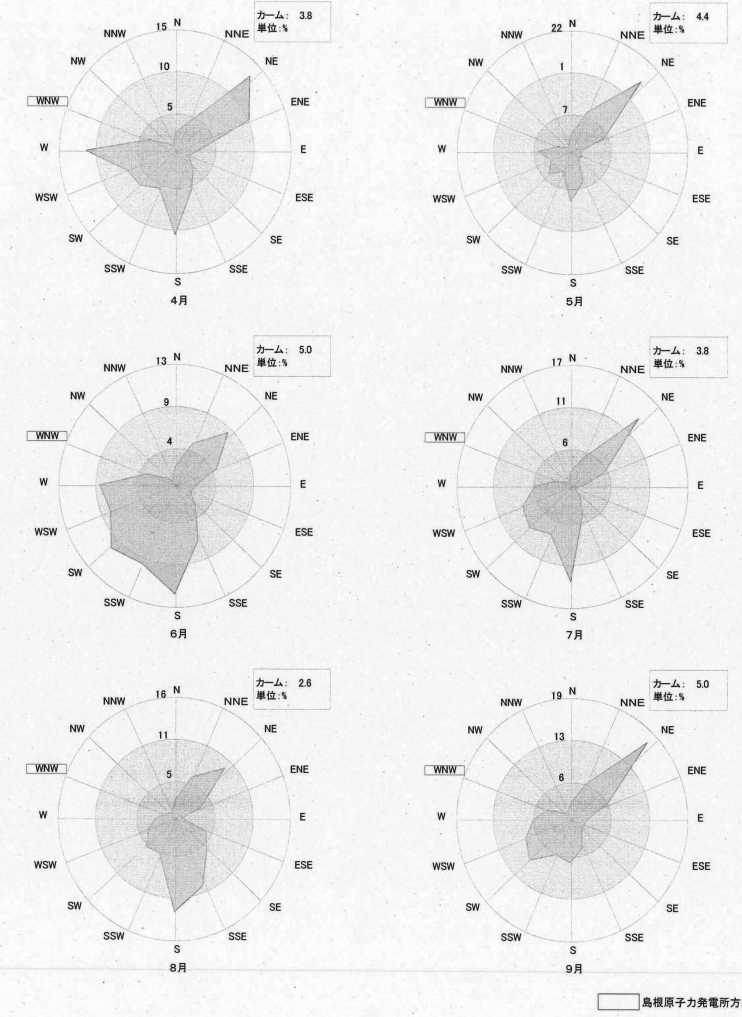 カーム: 3.8
単位:%
15
10
5
N
NNE
NE
ENE
E
ESE
SE
SSE
S
SSW
SW
WSW
W
WNW
NW
NNW
4月
カーム: 4.4
単位:%
22
1
7
N
NNE
NE
ENE
E
ESE
SE
SSE
S
SSW
SW
WSW
W
WNW
NW
NNW
5月
カーム: 5.0
単位:%
13
9
4
N
NNE
NE
ENE
E
ESE
SE
SSE
S
SSW
SW
WSW
W
WNW
NW
NNW
6月
カーム: 3.8
単位:%
17
11
6
N
NNE
NE
ENE
E
ESE
SE
SSE
S
SSW
SW
WSW
W
WNW
NW
NNW
7月
カーム: 2.6
単位:%
16
11
5
N
NNE
NE
ENE
E
ESE
SE
SSE
S
SSW
SW
WSW
W
WNW
NW
NNW
8月
カーム: 5.0
単位:%
19
13
6
N
NNE
NE
ENE
E
ESE
SE
SSE
S
SSW
SW
WSW
W
WNW
NW
NNW
9月
島根原子力発電所方